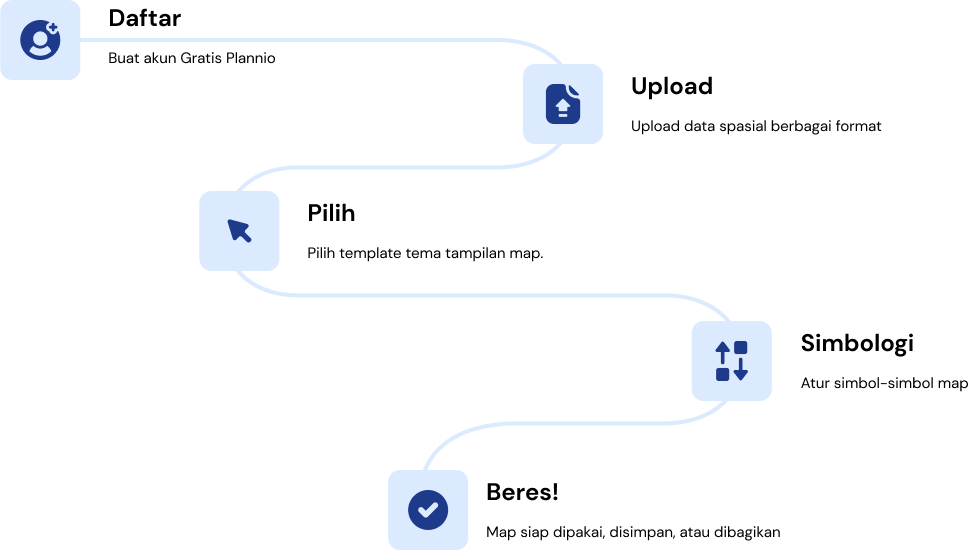 Daftar
Buat akun Gratis Plannio
Upload
Upload data spasial berbagai format
Pilih
Pilih template tema tampilan map.
Simbologi
Atur simbol-simbol map
Beres!
Map siap dipakai, disimpan, atau dibagikan